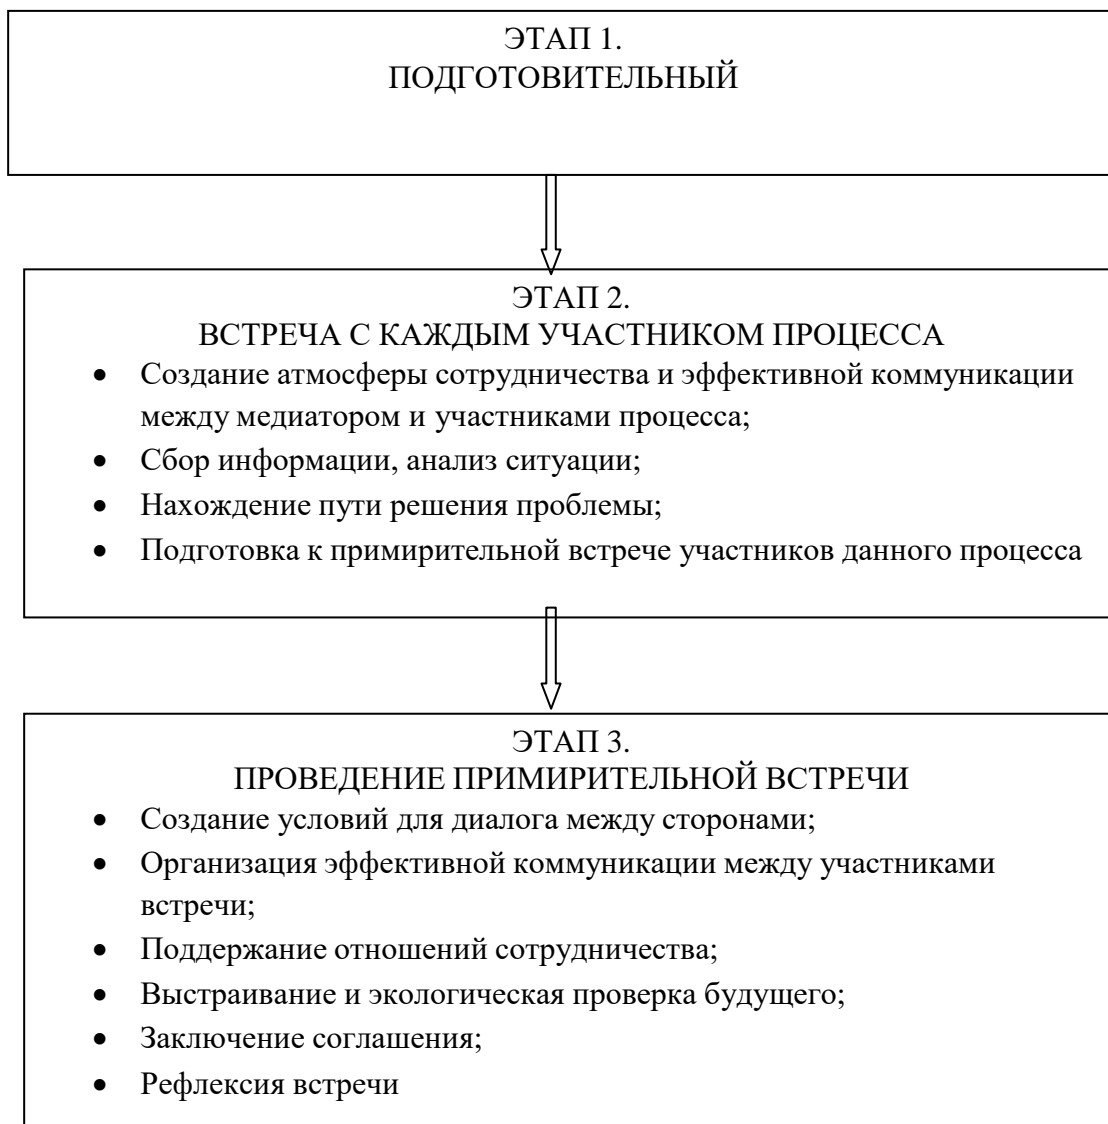 ЭТАП 1.
ПОДГОТОВИТЕЛЬНЫЙ
ЭТАП 2.
ВСТРЕЧА С КАЖДЫМ УЧАСТНИКОМ ПРОЦЕССА
• Создание атмосферы сотрудничества и эффективной коммуникации
между медиатором и участниками процесса;
• Сбор информации, анализ ситуации;
• Нахождение пути решения проблемы;
• Подготовка к примирительной встрече участников данного процесса
ЭТАП 3.
ПРОВЕДЕНИЕ ПРИМИРИТЕЛЬНОЙ ВСТРЕЧИ
• Создание условий для диалога между сторонами;
• Организация эффективной коммуникации между участниками
встречи;
• Поддержание отношений сотрудничества;
• Выстраивание и экологическая проверка будущего;
• Заключение соглашения;
• Рефлексия встречи